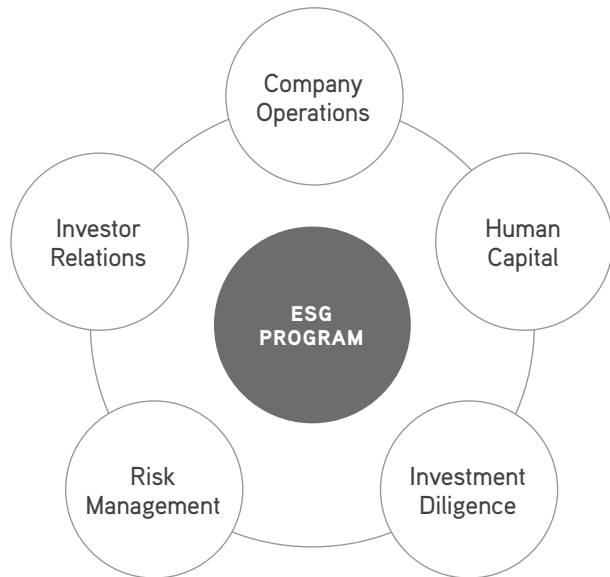 Company
Operations
Human
Capital
Investment
Diligence
Risk
Management
Investor
Relations
ESG
PROGRAM